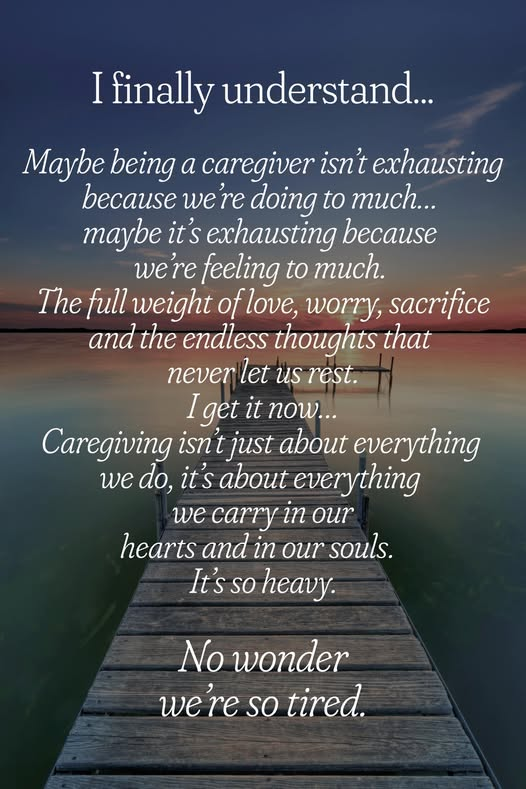 I finally understand...
Maybe being a caregiver isn't exhausting
because we're doing to much...
maybe it's exhausting because
we're feeling to much.
The full weight of love, worry, sacrifice
and the endless thoughts that
never let us rest.
I get it now...
Caregiving isn't just about everything
we do, it's about everything
we carry in our
hearts and in our souls.
It's so heavy.
No wonder
we're so tired.